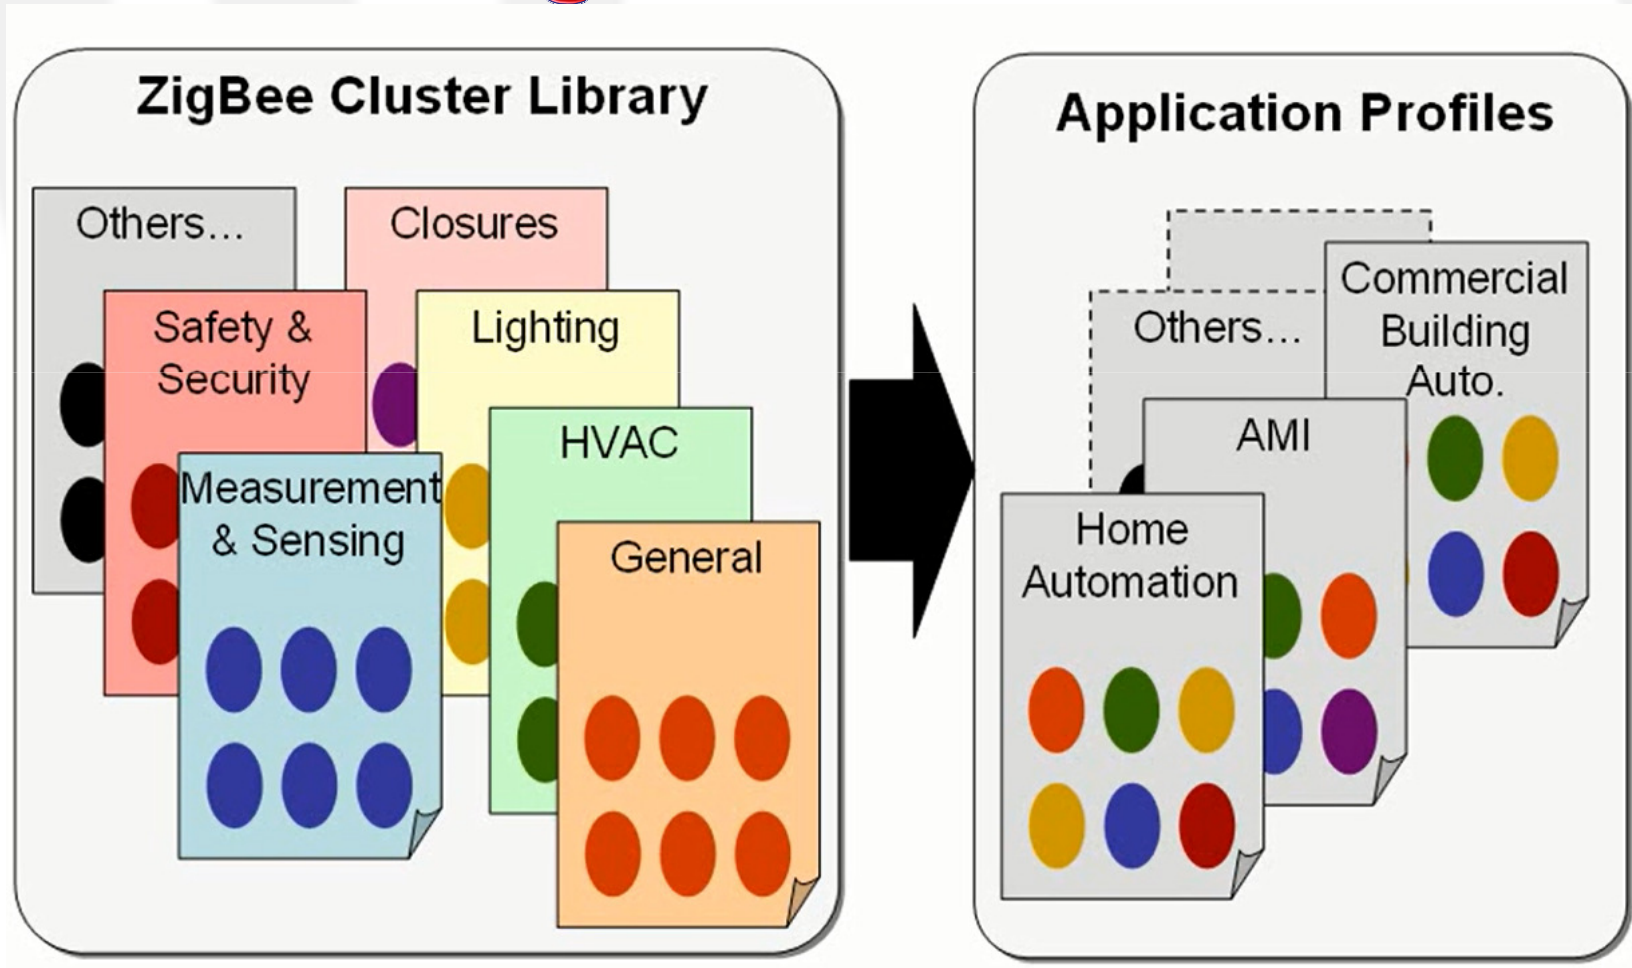 ZigBee Cluster Library
Others...
Closures
Safety &
Security
Lighting
Measurement
& Sensing
HVAC
General
Application Profiles
Commercial
Building
Auto.
Others...
AMI
Home
Automation